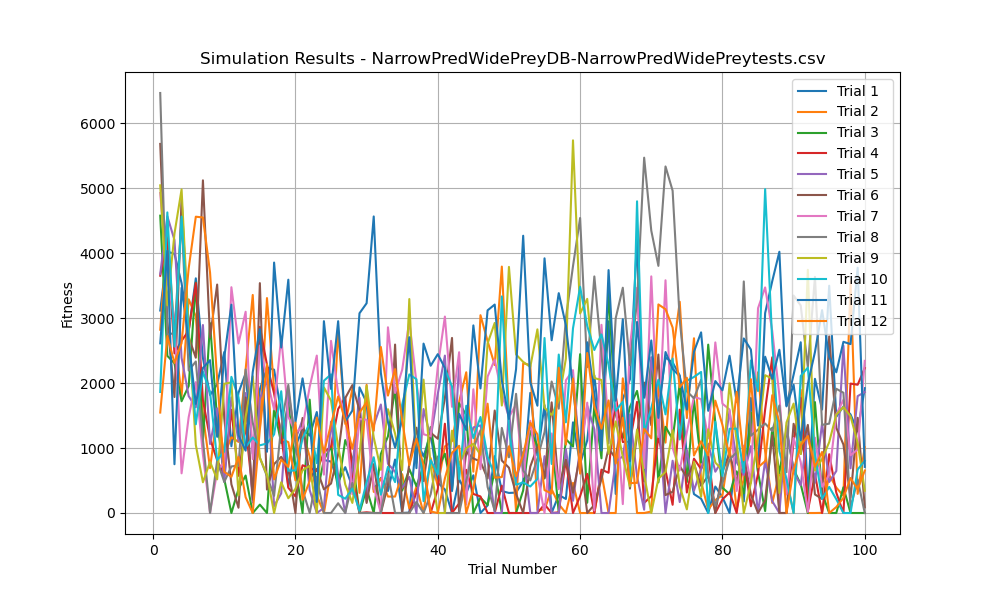 Simulation Results - NarrowPredWidePreyDB-NarrowPredWidePreytests.csv
Trial 1
Trial 2
Trial 3
Trial 4
Trial 5
Trial 6
Trial 7
Trial 8
Trial 9
Trial 10
Trial 11
Trial 12
Fitness
6000
5000
4000
3000
2000
1000
0
0 20 40 60 80 100
Trial Number